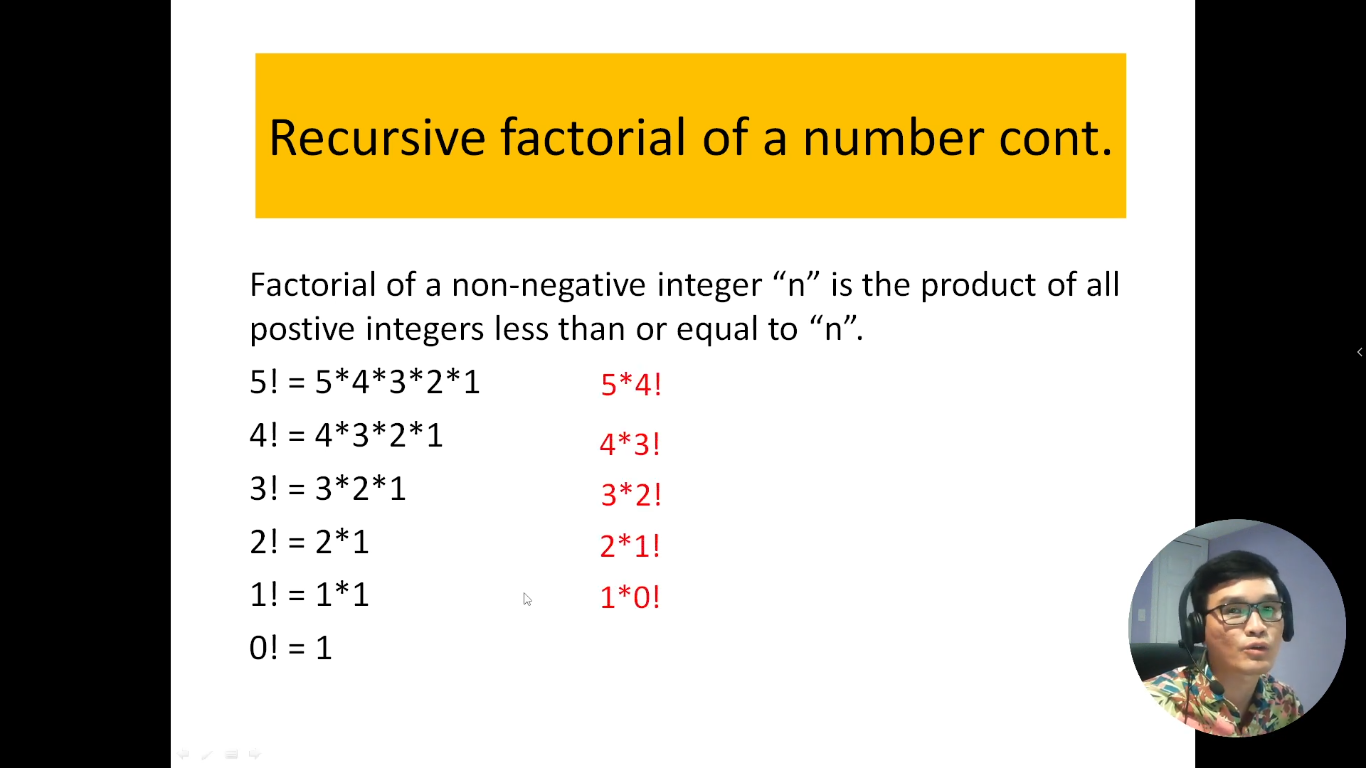 Recursive factorial of a number cont.
Factorial of a non-negative integer “n” is the product of all
postive integers less than or equal to “n”.
5! = 5*4*3*2*1 5*4!
4! = 4*3*2*1 4*3!
3! = 3*2*1 3*2!
2! = 2*1 2*1!
1! = 1*1 1*0!
0! = 1